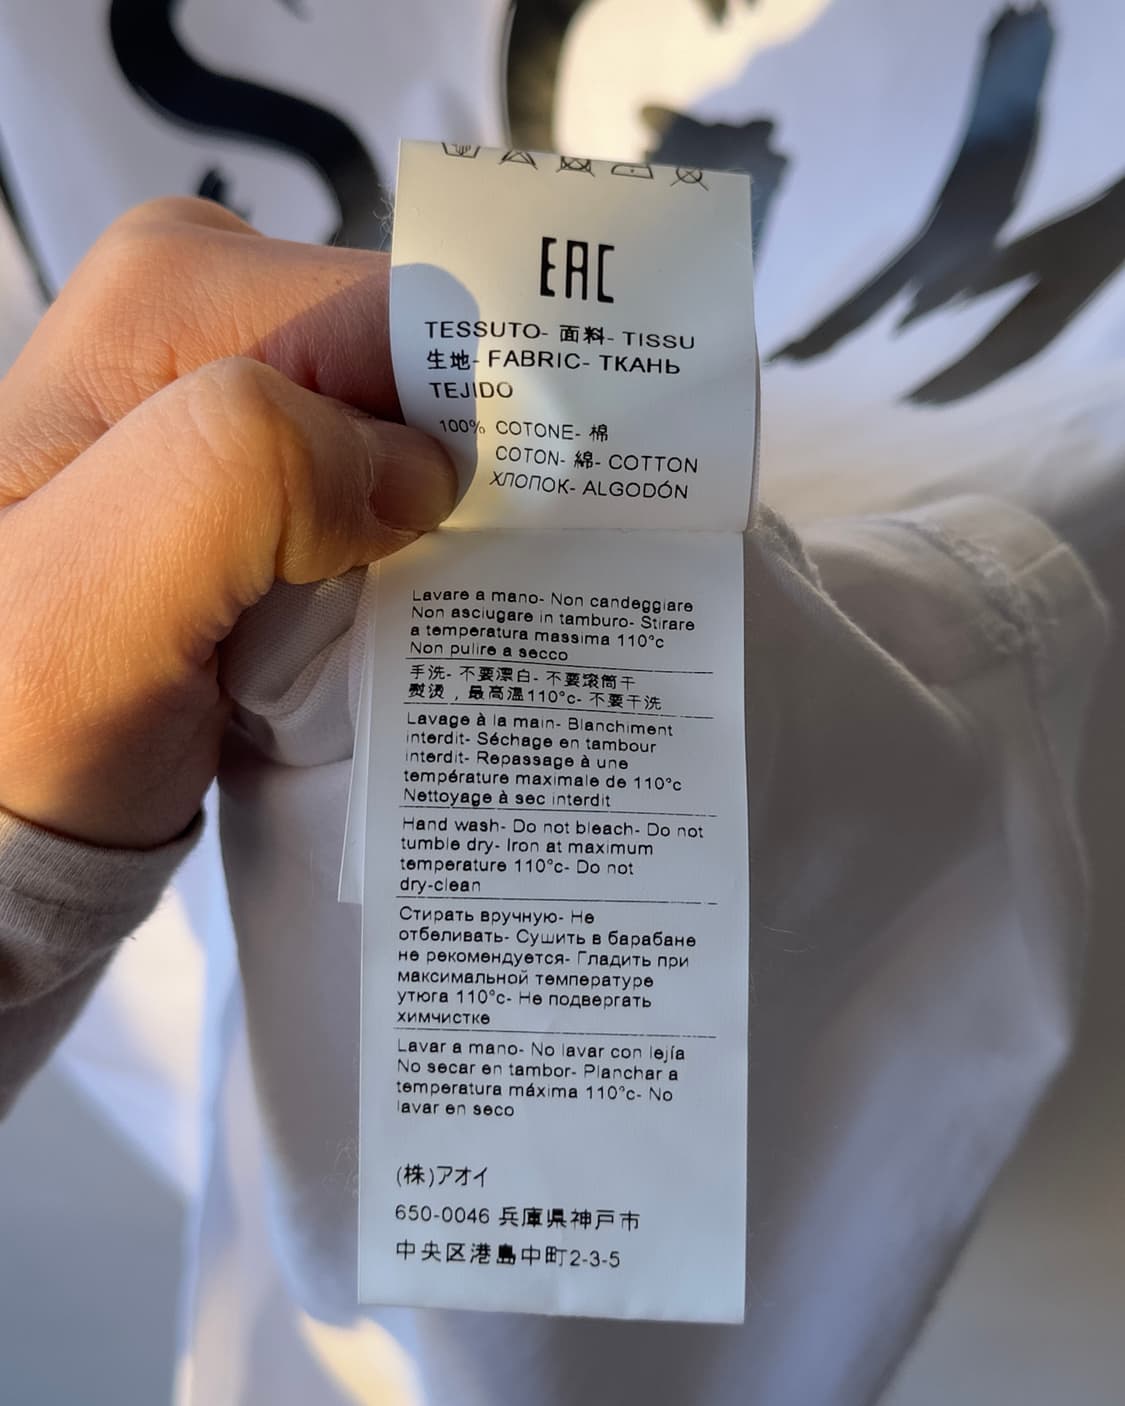 EAC
TESSUTO- 面料- TISSU
生地- FABRIC- ТКАНЬ
TEJIDO
100% COTONE- 棉
COTON- 綿- COTTON
ХЛОПОК- ALGODÓN
Lavare a mano- Non candeggiare
Non asciugare in tamburo- Stirare
a temperatura massima 110°c
Non pulire a secco
手洗- 不要漂白- 不要滚筒干
熨烫，最高温110°c- 不要干洗
Lavage à la main- Blanchiment
interdit- Séchage en tambour
interdit- Repassage à une
température maximale de 110°c
Nettoyage à sec interdit
Hand wash- Do not bleach- Do not
tumble dry- Iron at maximum
temperature 110°c- Do not
dry-clean
Стирать вручную- Не
отбеливать- Сушить в барабане
не рекомендуется- Гладить при
максимальной температуре
утюга 110°c- Не подвергать
химчистке
Lavar a mano- No lavar con lejía
No secar en tambor- Planchar a
temperatura máxima 110°c- No
lavar en seco
(株)アオイ
650-0046 兵庫県神戸市
中央区港島中町2-3-5